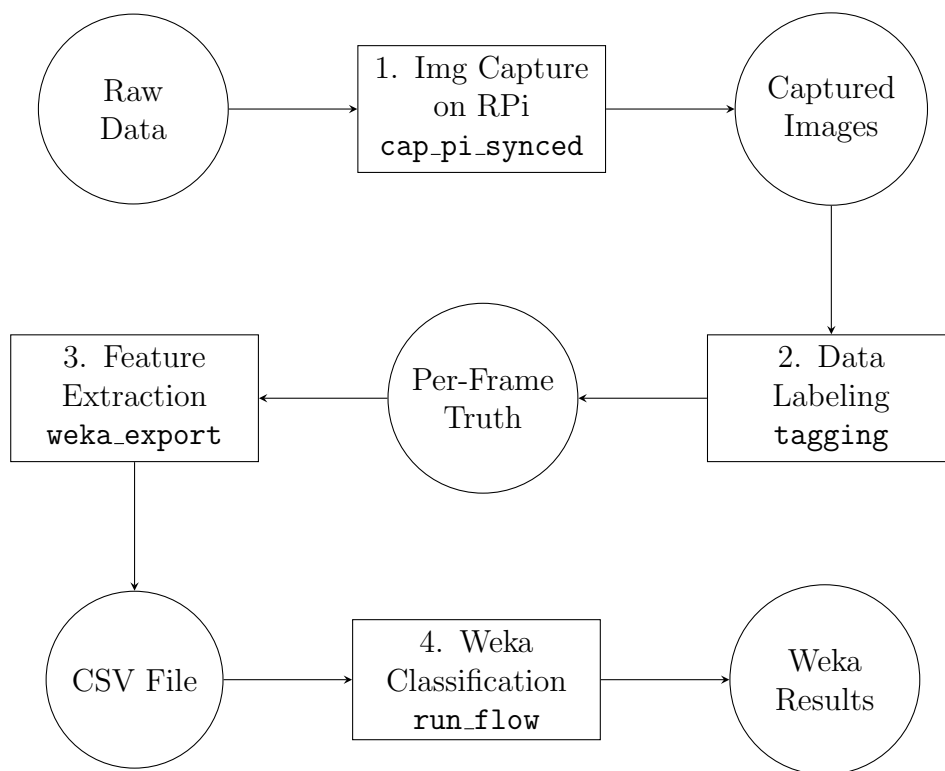 Raw
Data
1. Img Capture
on RPi
cap_pi_synced
Captured
Images
3. Feature
Extraction
weka_export
Per-Frame
Truth
2. Data
Labeling
tagging
CSV File
4. Weka
Classification
run_flow
Weka
Results